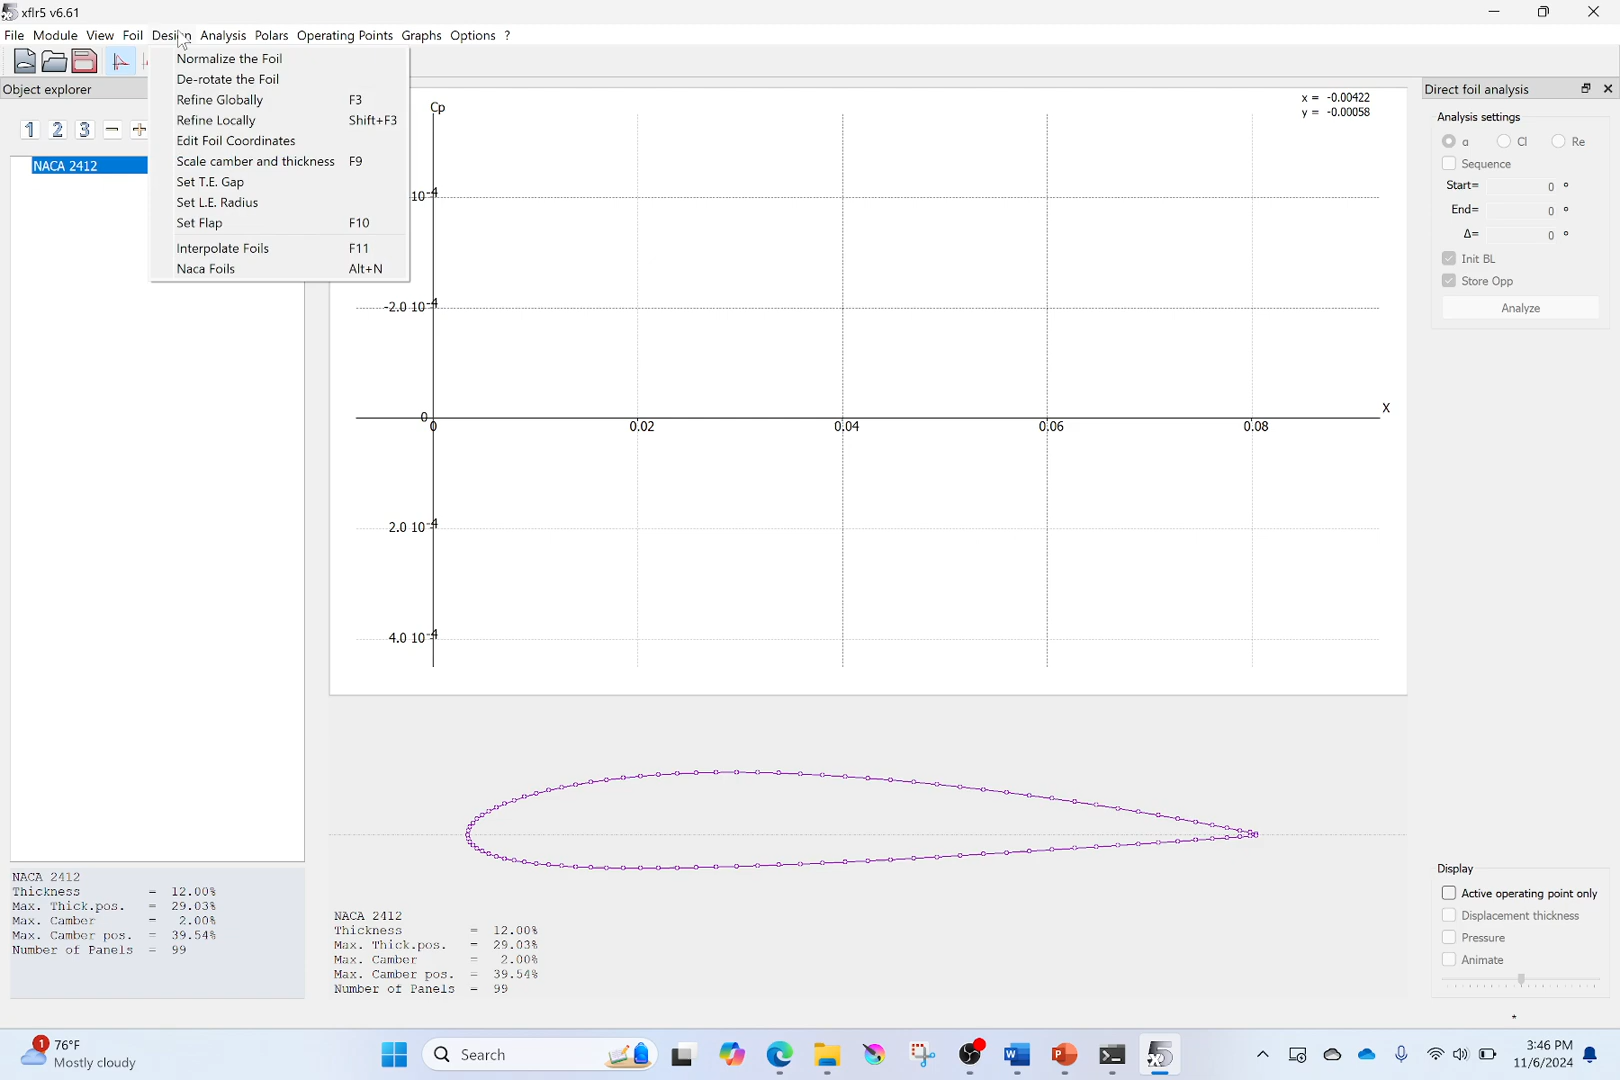 xflr5 v6.61
File Module View Foil Design Analysis Polars Operating Points Graphs Options ?
Object explorer
1 2 3 − +
NACA 2412
Normalize the Foil
De-rotate the Foil
Refine Globally F3
Refine Locally Shift+F3
Edit Foil Coordinates
Scale camber and thickness F9
Set T.E. Gap
Set L.E. Radius
Set Flap F10
Interpolate Foils F11
Naca Foils Alt+N
Cp
x = -0.00422
y = -0.00058
10-4
-2.0 10-4
0
2.0 10-4
4.0 10-4
0 0.02 0.04 0.06 0.08
X
Direct foil analysis
Analysis settings
α Cl Re
Sequence
Start= 0 °
End= 0 °
Δ= 0 °
Init BL
Store Opp
Analyze
NACA 2412
Thickness = 12.00%
Max. Thick.pos. = 29.03%
Max. Camber = 2.00%
Max. Camber pos. = 39.54%
Number of Panels = 99
NACA 2412
Thickness = 12.00%
Max. Thick.pos. = 29.03%
Max. Camber = 2.00%
Max. Camber pos. = 39.54%
Number of Panels = 99
Display
Active operating point only
Displacement thickness
Pressure
Animate
1
76°F
Mostly cloudy
Search
3:46 PM
11/6/2024